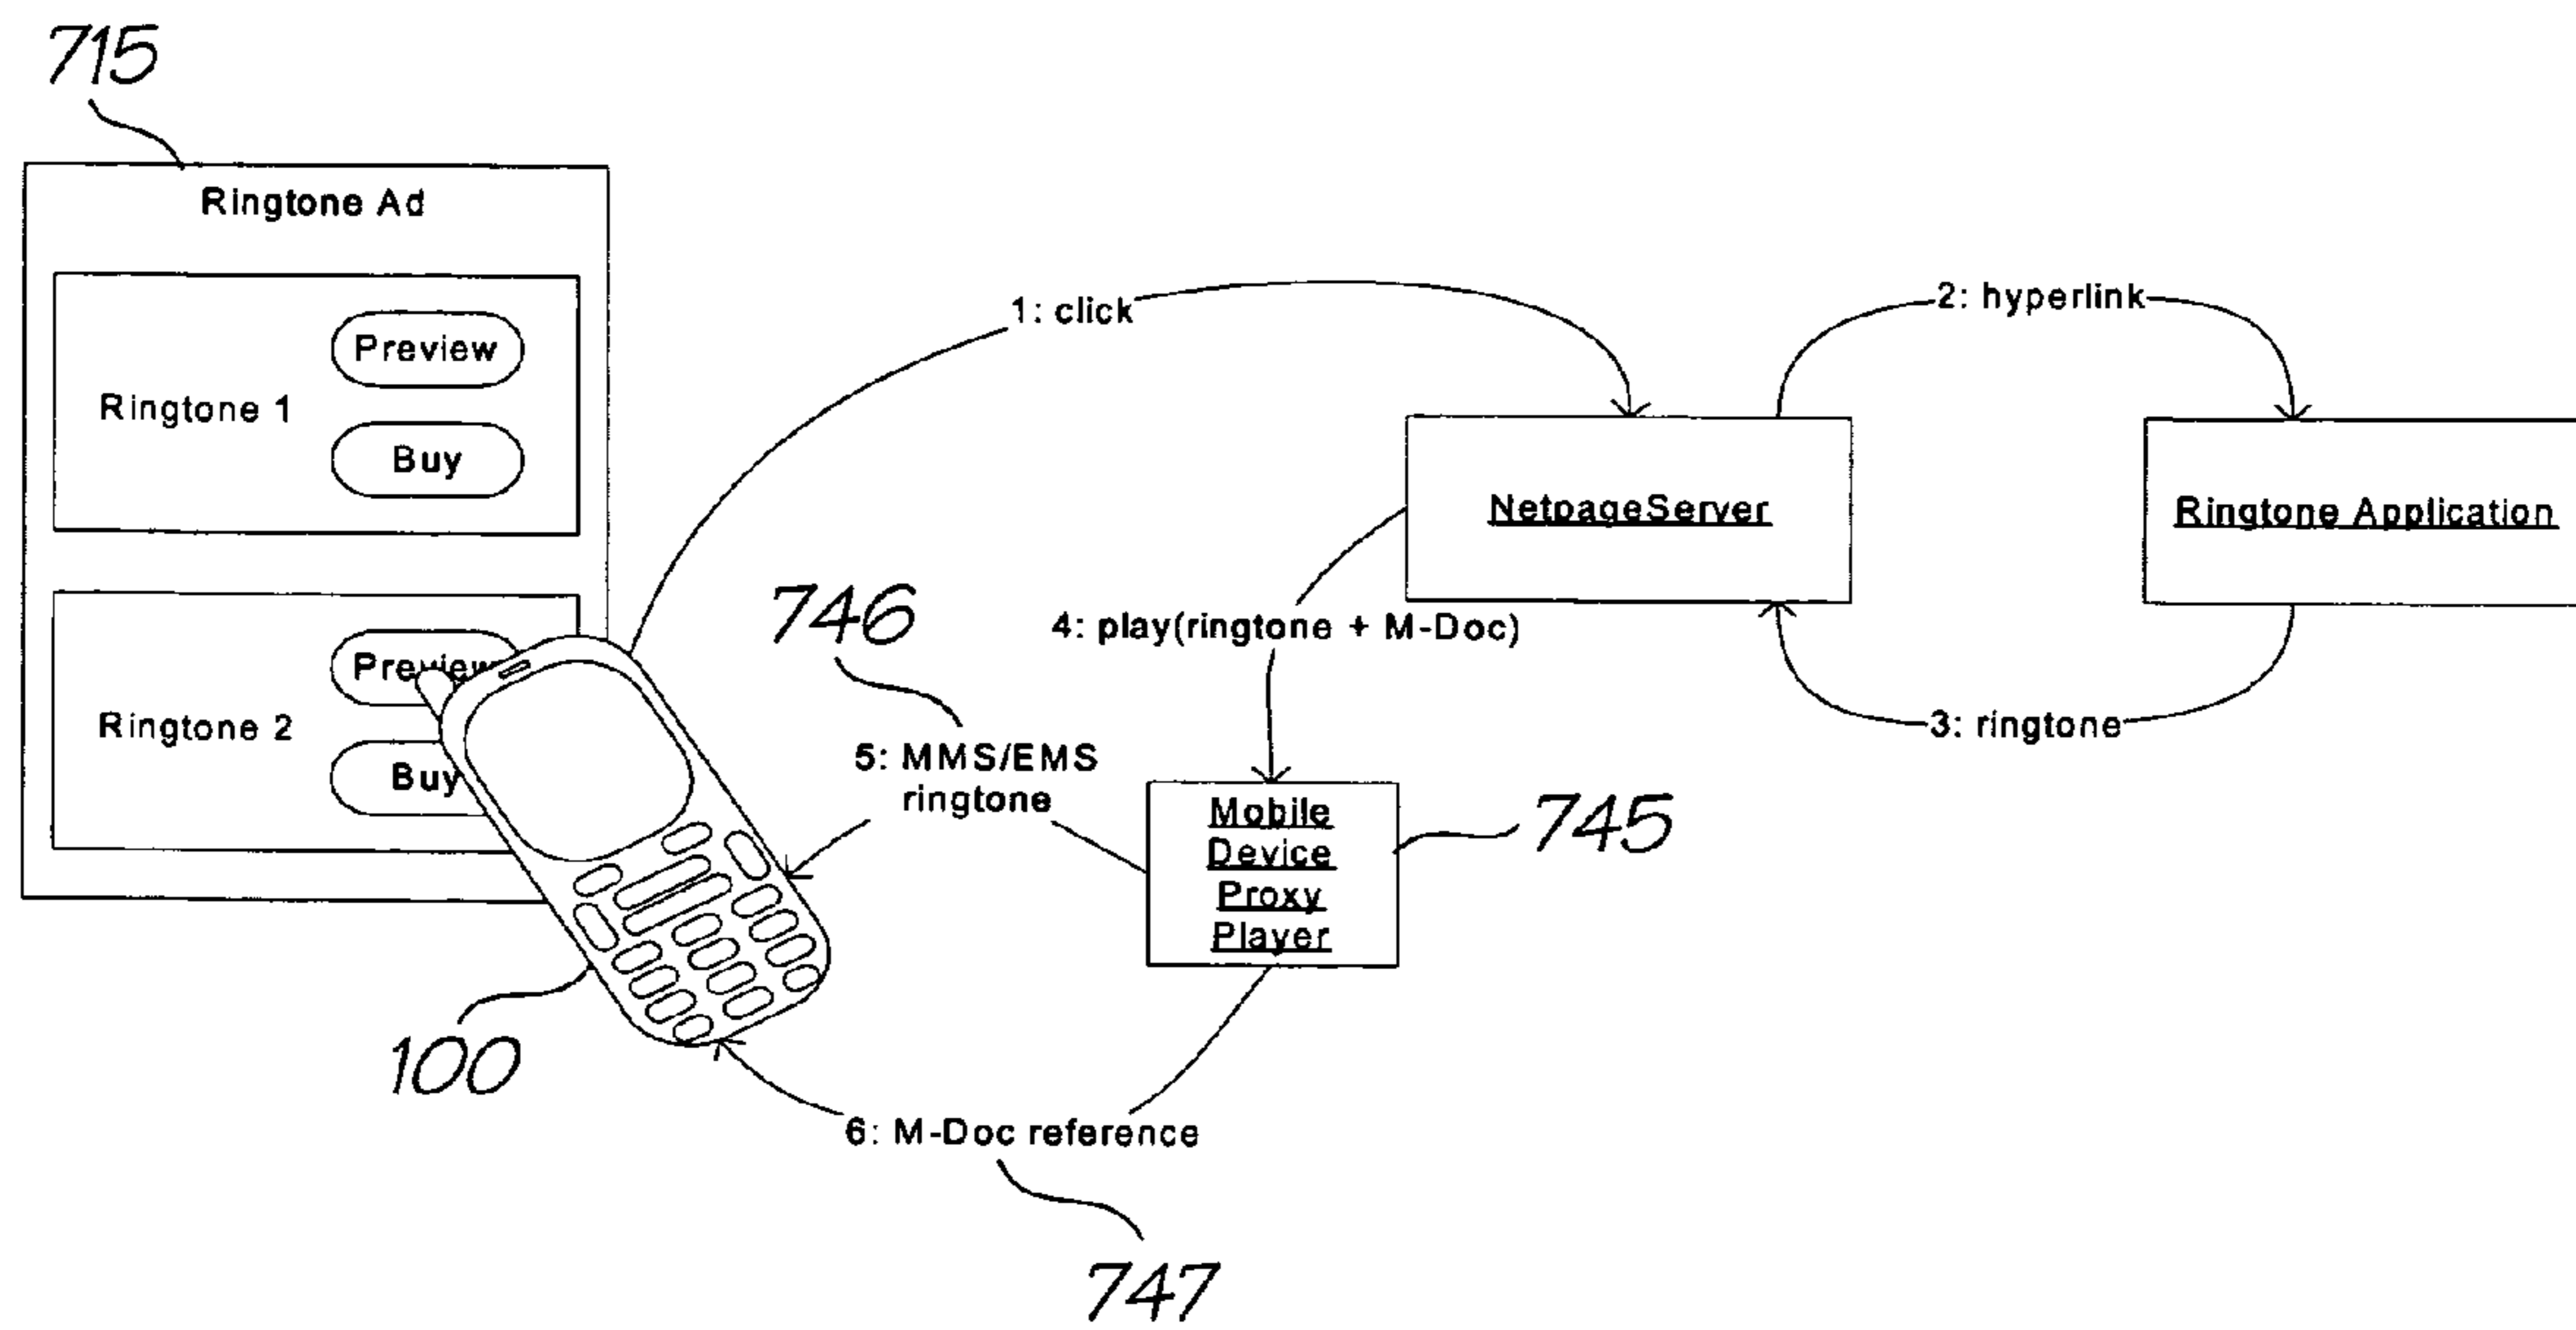 715
Ringtone Ad
Ringtone 1
Preview
Buy
Ringtone 2
Preview
Buy
100
1: click
2: hyperlink
NetpageServer
Ringtone Application
3: ringtone
4: play(ringtone + M-Doc)
746
5: MMS/EMS
ringtone
Mobile
Device
Proxy
Player
745
6: M-Doc reference
747